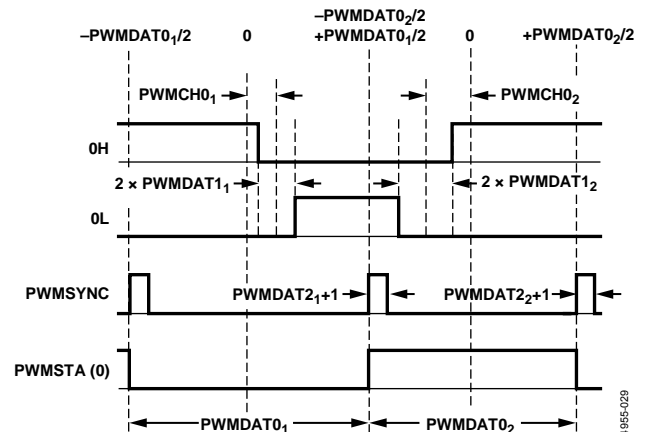 –PWMDAT0₁/2
0
–PWMDAT0₂/2
+PWMDAT0₁/2
0
+PWMDAT0₂/2
PWMCH0₁
PWMCH0₂
0H
2 × PWMDAT1₁
2 × PWMDAT1₂
0L
PWMSYNC
PWMDAT2₁+1
PWMDAT2₂+1
PWMSTA (0)
PWMDAT0₁
PWMDAT0₂
4955-029